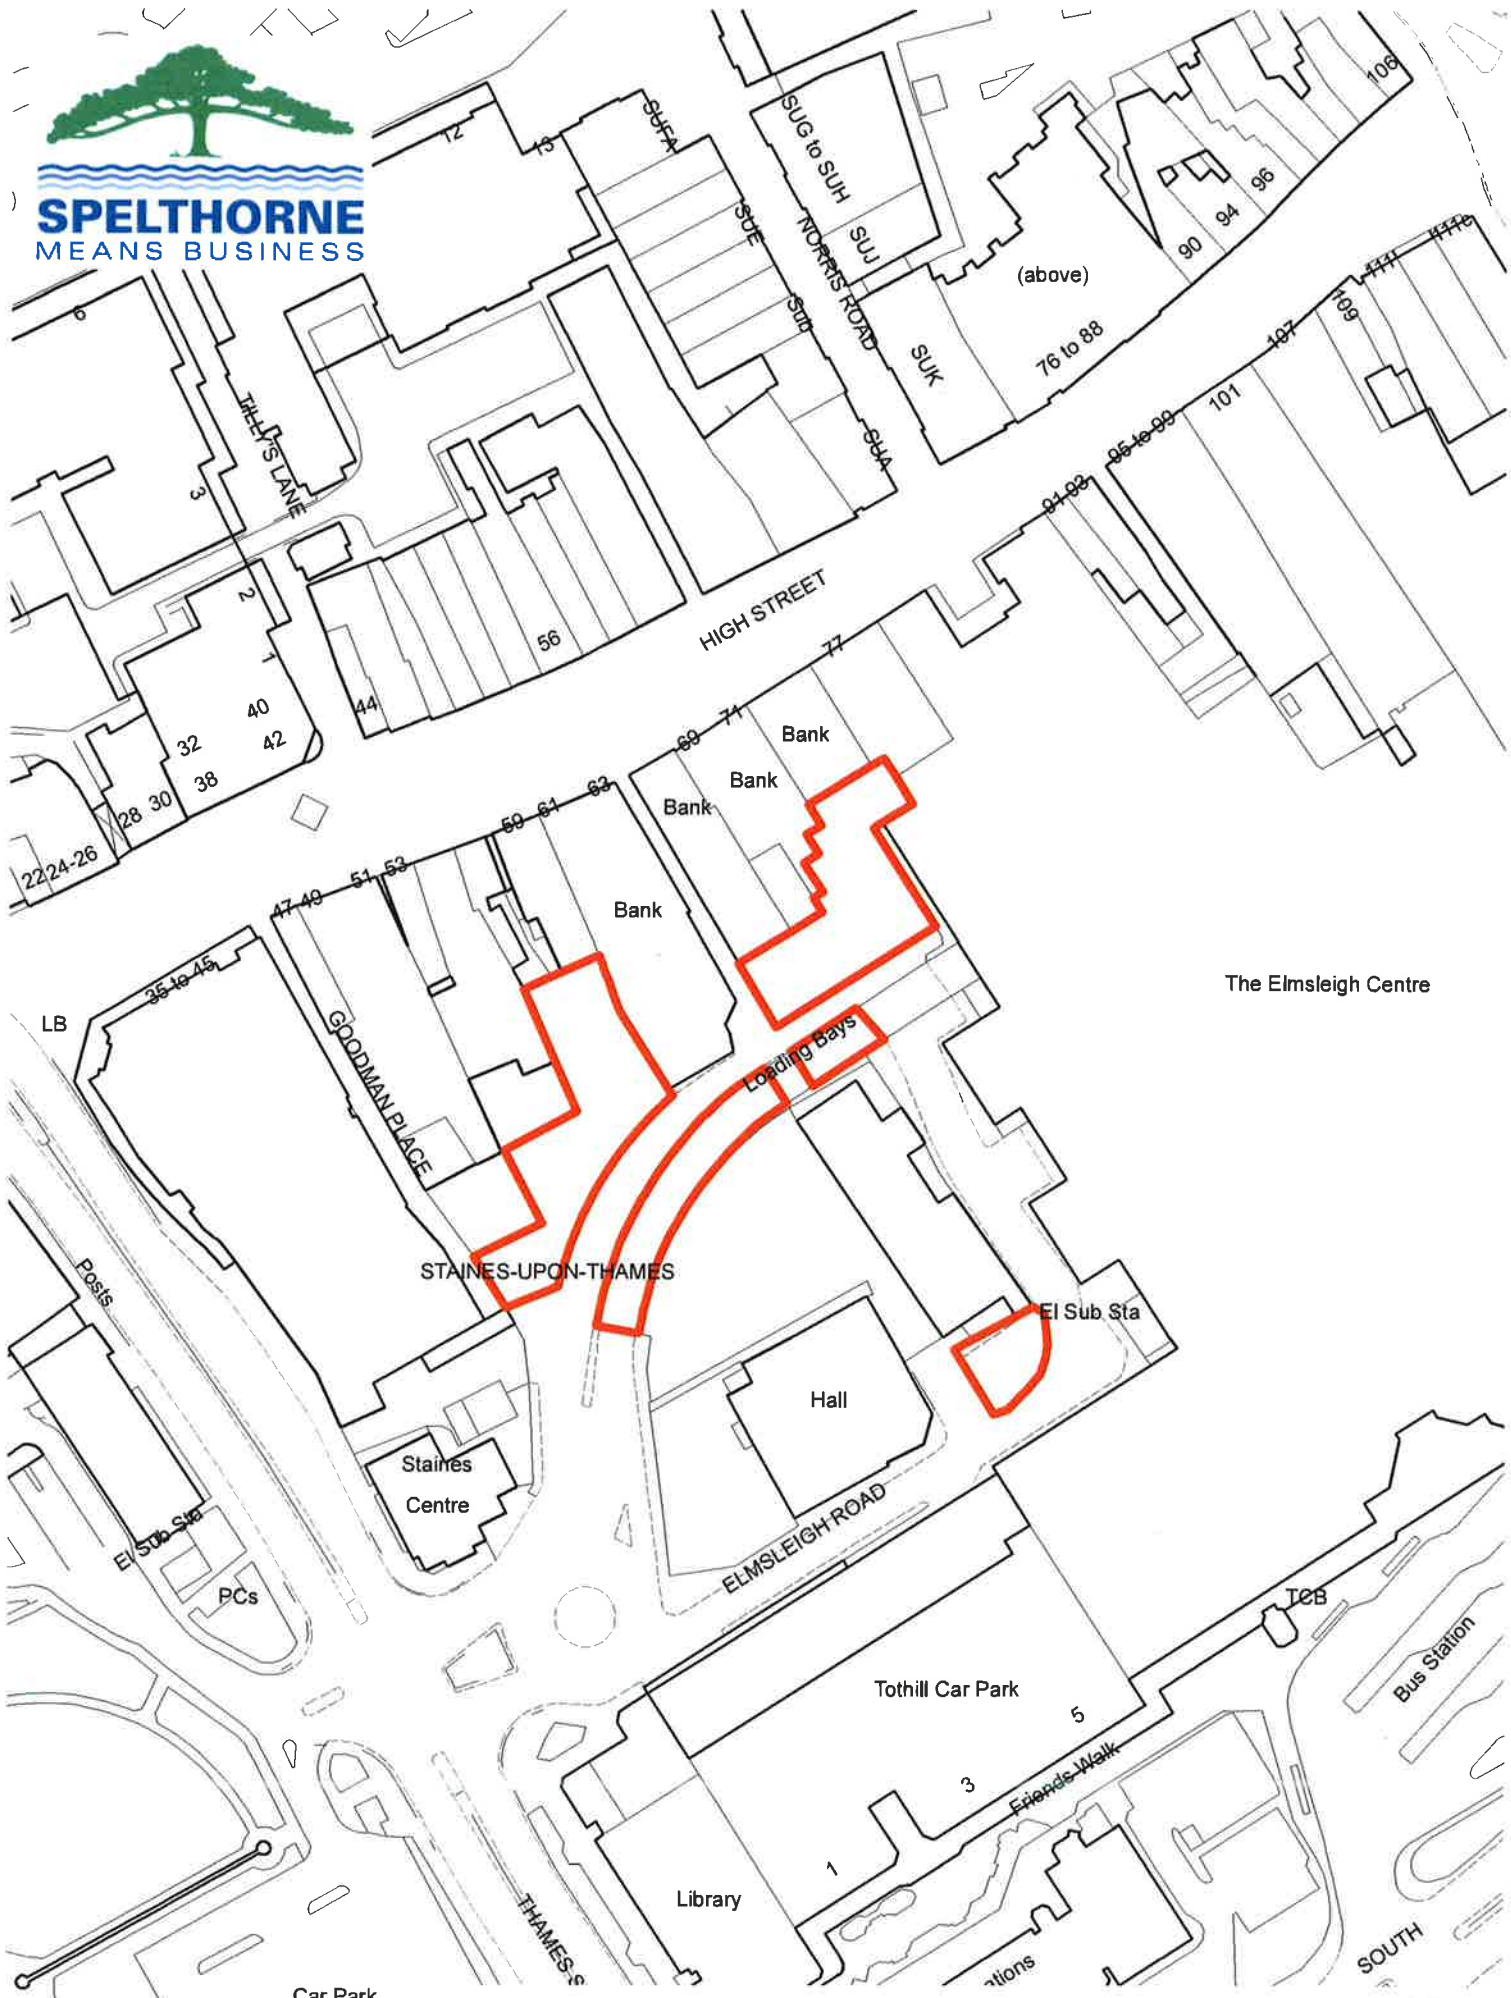 SPELTHORNE
MEANS BUSINESS
12
13
SUFA
SUG to SUH
106
SUE
NORRIS ROAD
SUJ
96
94
90
(above)
111c
111
109
107
6
Sub
SUK
76 to 88
101
TILLY'S LANE
3
SUA
95 to 99
91-93
2
1
HIGH STREET
56
77
40
42
44
32
38
30
28
22
24-26
71
69
Bank
Bank
Bank
63
61
59
53
51
47-49
Bank
35 to 45
LB
GOODMAN PLACE
The Elmsleigh Centre
Loading Bays
STAINES-UPON-THAMES
Posts
El Sub Sta
Hall
Staines
Centre
El Sub Sta
PCs
ELMSLEIGH ROAD
TCB
Bus Station
Tothill Car Park
5
3
1
Friends Walk
Library
THAMES S
SOUTH
ations
Car Park